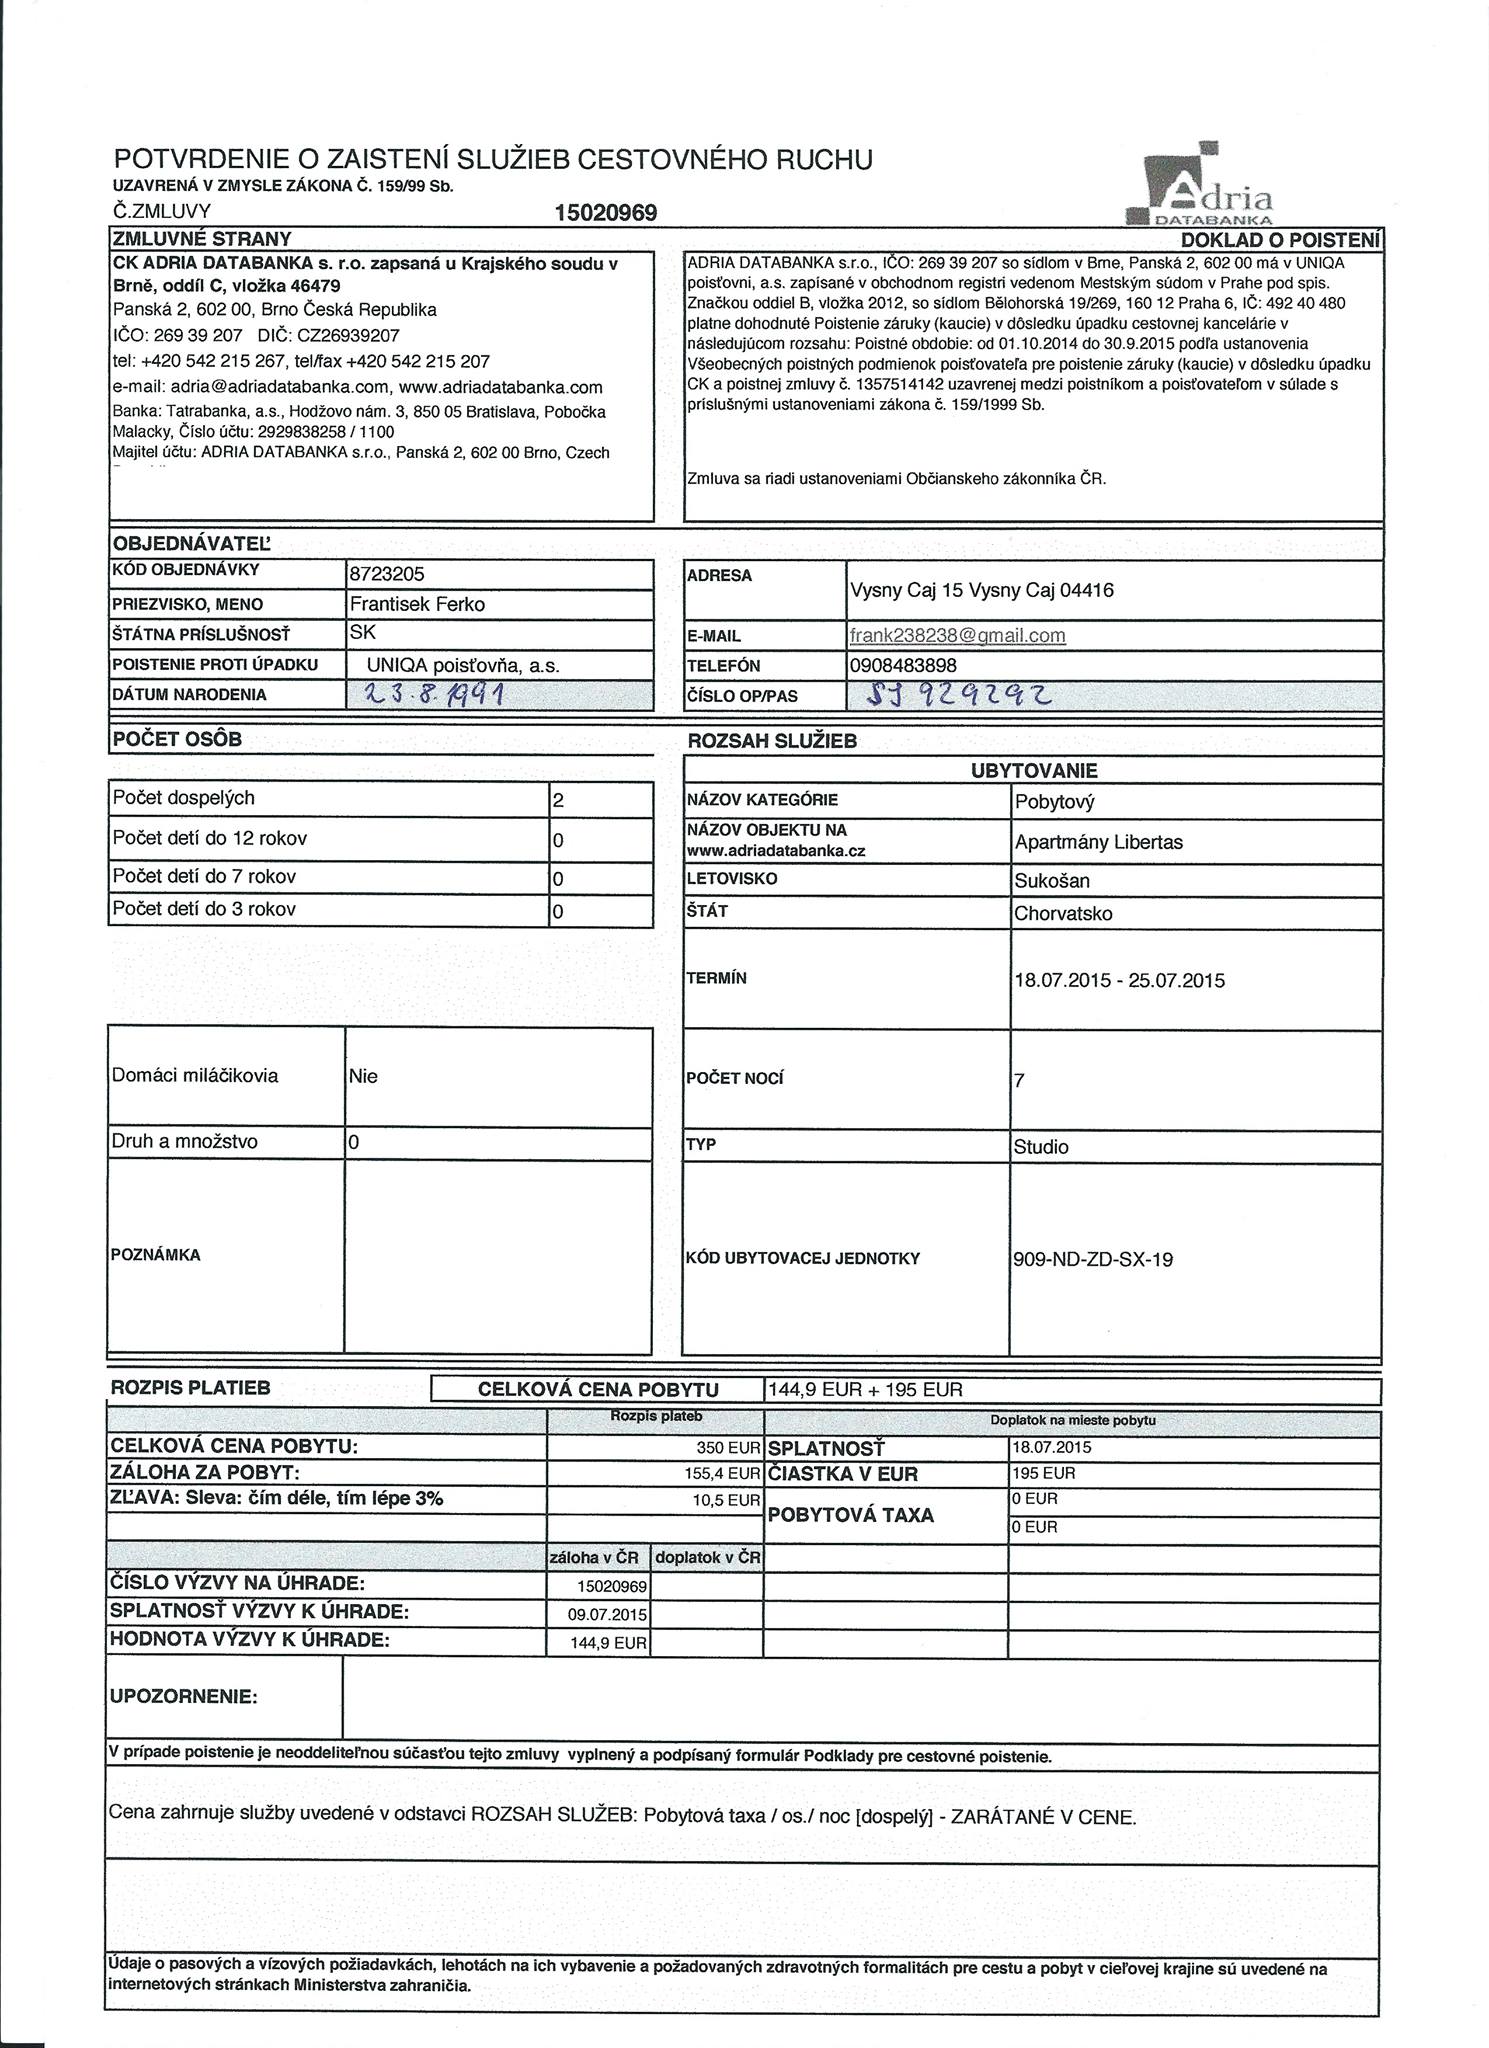 POTVRDENIE O ZAISTENÍ SLUŽIEB CESTOVNÉHO RUCHU
UZAVRENÁ V ZMYSLE ZÁKONA Č. 159/99 Sb.
Č.ZMLUVY 15020969
Adria
DATABANKA
ZMLUVNÉ STRANY
DOKLAD O POISTENÍ
CK ADRIA DATABANKA s. r.o. zapsaná u Krajského soudu v
Brně, oddíl C, vložka 46479
Panská 2, 602 00, Brno Česká Republika
IČO: 269 39 207 DIČ: CZ26939207
tel: +420 542 215 267, tel/fax +420 542 215 207
e-mail: adria@adriadatabanka.com, www.adriadatabanka.com
Banka: Tatrabanka, a.s., Hodžovo nám. 3, 850 05 Bratislava, Pobočka
Malacky, Číslo účtu: 2929838258 / 1100
Majitel účtu: ADRIA DATABANKA s.r.o., Panská 2, 602 00 Brno, Czech
ADRIA DATABANKA s.r.o., IČO: 269 39 207 so sídlom v Brne, Panská 2, 602 00 má v UNIQA
poisťovni, a.s. zapísané v obchodnom registri vedenom Mestským súdom v Prahe pod spis.
Značkou oddiel B, vložka 2012, so sídlom Bělohorská 19/269, 160 12 Praha 6, IČ: 492 40 480
platne dohodnuté Poistenie záruky (kaucie) v dôsledku úpadku cestovnej kancelárie v
následujúcom rozsahu: Poistné obdobie: od 01.10.2014 do 30.9.2015 podľa ustanovenia
Všeobecných poistných podmienok poisťovateľa pre poistenie záruky (kaucie) v dôsledku úpadku
CK a poistnej zmluvy č. 1357514142 uzavrenej medzi poistníkom a poisťovateľom v súlade s
príslušnými ustanoveniami zákona č. 159/1999 Sb.
Zmluva sa riadi ustanoveniami Občianskeho zákonníka ČR.
OBJEDNÁVATEĽ
KÓD OBJEDNÁVKY 8723205
PRIEZVISKO, MENO Frantisek Ferko
ŠTÁTNA PRÍSLUŠNOSŤ SK
POISTENIE PROTI ÚPADKU UNIQA poisťovňa, a.s.
DÁTUM NARODENIA 23.8.1991
ADRESA Vysny Caj 15 Vysny Caj 04416
E-MAIL frank238238@gmail.com
TELEFÓN 0908483898
ČÍSLO OP/PAS SJ 929292
POČET OSÔB
Počet dospelých 2
Počet detí do 12 rokov 0
Počet detí do 7 rokov 0
Počet detí do 3 rokov 0
Domáci miláčikovia Nie
Druh a množstvo 0
POZNÁMKA
ROZSAH SLUŽIEB
UBYTOVANIE
NÁZOV KATEGÓRIE Pobytový
NÁZOV OBJEKTU NA
www.adriadatabanka.cz Apartmány Libertas
LETOVISKO Sukošan
ŠTÁT Chorvatsko
TERMÍN 18.07.2015 - 25.07.2015
POČET NOCÍ 7
TYP Studio
KÓD UBYTOVACEJ JEDNOTKY 909-ND-ZD-SX-19
ROZPIS PLATIEB CELKOVÁ CENA POBYTU 144,9 EUR + 195 EUR
Rozpis plateb Doplatok na mieste pobytu
CELKOVÁ CENA POBYTU: 350 EUR SPLATNOSŤ 18.07.2015
ZÁLOHA ZA POBYT: 155,4 EUR ČIASTKA V EUR 195 EUR
ZĽAVA: Sleva: čím déle, tím lépe 3% 10,5 EUR POBYTOVÁ TAXA 0 EUR
0 EUR
záloha v ČR doplatok v ČR
ČÍSLO VÝZVY NA ÚHRADE: 15020969
SPLATNOSŤ VÝZVY K ÚHRADE: 09.07.2015
HODNOTA VÝZVY K ÚHRADE: 144,9 EUR
UPOZORNENIE:
V prípade poistenie je neoddeliteľnou súčasťou tejto zmluvy vyplnený a podpísaný formulár Podklady pre cestovné poistenie.
Cena zahrnuje služby uvedené v odstavci ROZSAH SLUŽEB: Pobytová taxa / os./ noc [dospelý] - ZARÁTANÉ V CENE.
Údaje o pasových a vízových požiadavkách, lehotách na ich vybavenie a požadovaných zdravotných formalitách pre cestu a pobyt v cieľovej krajine sú uvedené na
internetových stránkach Ministerstva zahraničia.